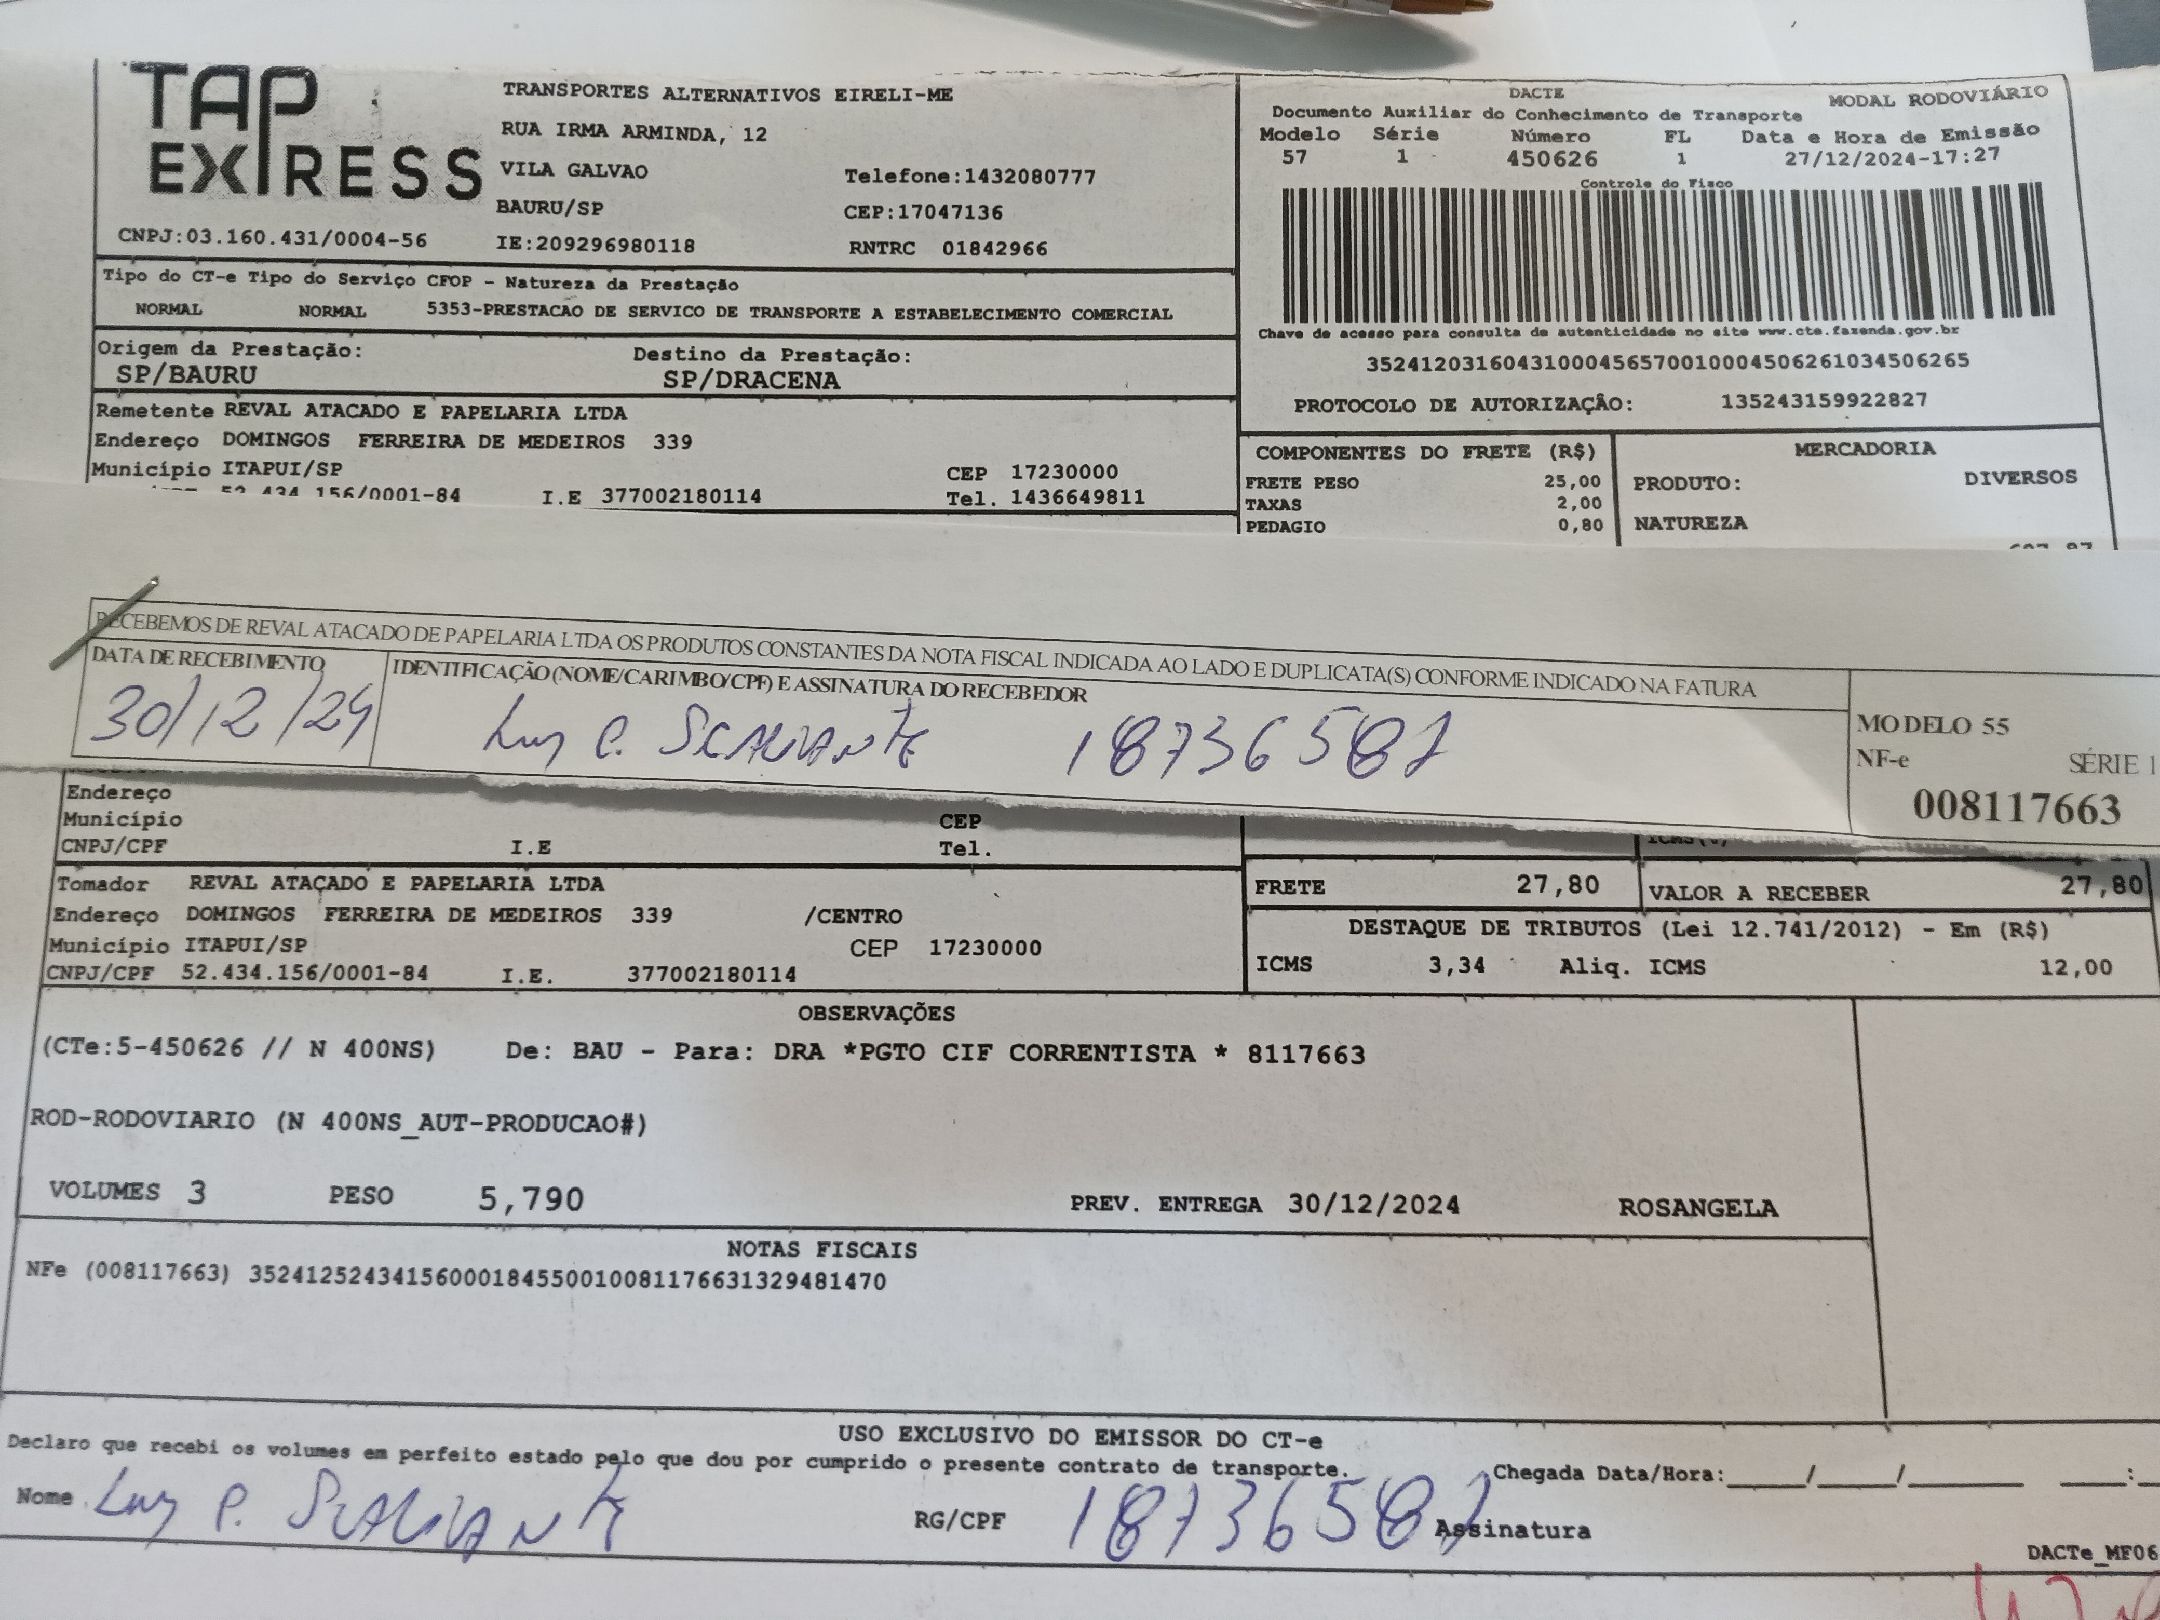 TAP EXPRESS
TRANSPORTES ALTERNATIVOS EIRELI-ME
RUA IRMA ARMINDA, 12
VILA GALVAO Telefone:1432080777
BAURU/SP CEP:17047136
CNPJ:03.160.431/0004-56 IE:209296980118 RNTRC 01842966
DACTE MODAL RODOVIÁRIO
Documento Auxiliar do Conhecimento de Transporte
Modelo Série Número FL Data e Hora de Emissão
57 1 450626 1 27/12/2024-17:27
Controle do Fisco
Chave de acesso para consulta de autenticidade no site www.cte.fazenda.gov.br
35241203160431000456570010004506261034506265
PROTOCOLO DE AUTORIZAÇÃO: 135243159922827
Tipo do CT-e Tipo do Serviço CFOP - Natureza da Prestação
NORMAL NORMAL 5353-PRESTACAO DE SERVICO DE TRANSPORTE A ESTABELECIMENTO COMERCIAL
Origem da Prestação: Destino da Prestação:
SP/BAURU SP/DRACENA
Remetente REVAL ATACADO E PAPELARIA LTDA
Endereço DOMINGOS FERREIRA DE MEDEIROS 339
Município ITAPUI/SP CEP 17230000
52.434.156/0001-84 I.E 377002180114 Tel. 1436649811
COMPONENTES DO FRETE (R$) MERCADORIA
FRETE PESO 25,00 PRODUTO: DIVERSOS
TAXAS 2,00
PEDAGIO 0,80 NATUREZA
RECEBEMOS DE REVAL ATACADO DE PAPELARIA LTDA OS PRODUTOS CONSTANTES DA NOTA FISCAL INDICADA AO LADO E DUPLICATA(S) CONFORME INDICADO NA FATURA
DATA DE RECEBIMENTO IDENTIFICAÇÃO (NOME/CARIMBO/CPF) E ASSINATURA DO RECEBEDOR
30/12/24 Luy P. SCALIANTE 18736587
MODELO 55
NF-e SÉRIE 1
008117663
Endereço
Município CEP
CNPJ/CPF I.E Tel.
Tomador REVAL ATACADO E PAPELARIA LTDA
Endereço DOMINGOS FERREIRA DE MEDEIROS 339 /CENTRO
Município ITAPUI/SP CEP 17230000
CNPJ/CPF 52.434.156/0001-84 I.E. 377002180114
FRETE 27,80 VALOR A RECEBER 27,80
DESTAQUE DE TRIBUTOS (Lei 12.741/2012) - Em (R$)
ICMS 3,34 Aliq. ICMS 12,00
OBSERVAÇÕES
(CTe:5-450626 // N 400NS) De: BAU - Para: DRA *PGTO CIF CORRENTISTA * 8117663
ROD-RODOVIARIO (N 400NS_AUT-PRODUCAO#)
VOLUMES 3 PESO 5,790 PREV. ENTREGA 30/12/2024 ROSANGELA
NOTAS FISCAIS
NFe (008117663) 35241252434156000184550010081176631329481470
USO EXCLUSIVO DO EMISSOR DO CT-e
Declaro que recebi os volumes em perfeito estado pelo que dou por cumprido o presente contrato de transporte. Chegada Data/Hora:____/____/______ ___:
Nome Luy P. SCALIANTE RG/CPF 18736587 Assinatura
DACTe_MF06